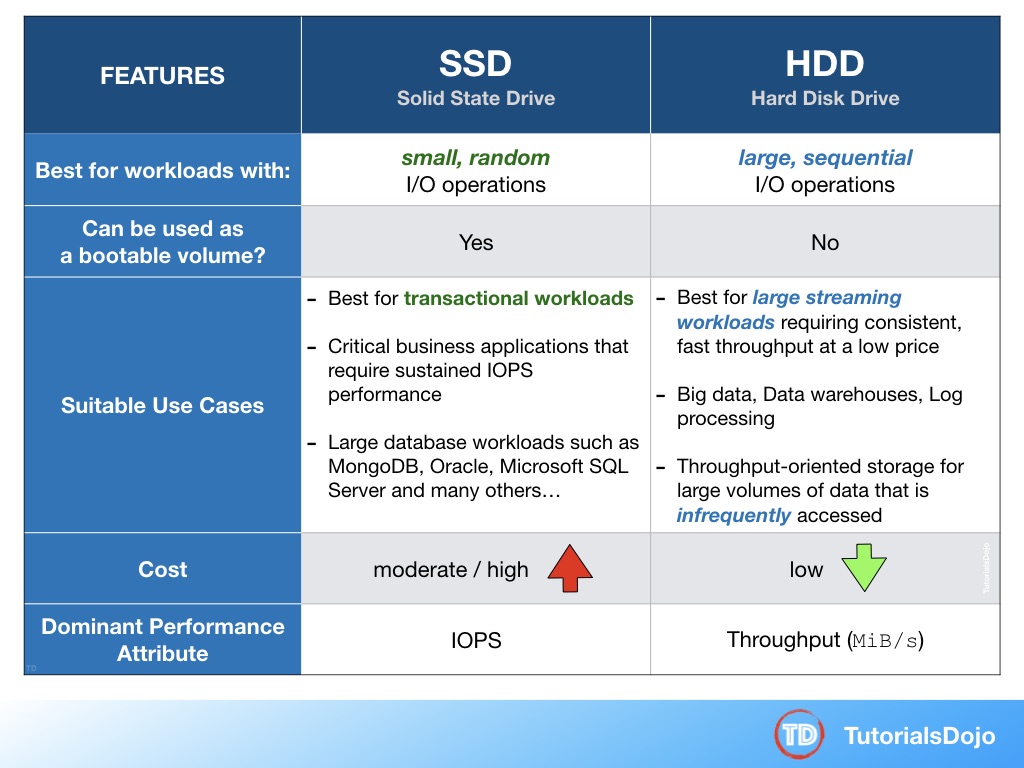 FEATURES
SSD
Solid State Drive
HDD
Hard Disk Drive
Best for workloads with:
small, random
I/O operations
large, sequential
I/O operations
Can be used as
a bootable volume?
Yes
No
Suitable Use Cases
– Best for transactional workloads
– Critical business applications that
require sustained IOPS
performance
– Large database workloads such as
MongoDB, Oracle, Microsoft SQL
Server and many others…
– Best for large streaming
workloads requiring consistent,
fast throughput at a low price
– Big data, Data warehouses, Log
processing
– Throughput-oriented storage for
large volumes of data that is
infrequently accessed
Cost
moderate / high
low
TutorialsDojo
Dominant Performance
Attribute
IOPS
Throughput (MiB/s)
TD
TD
TutorialsDojo